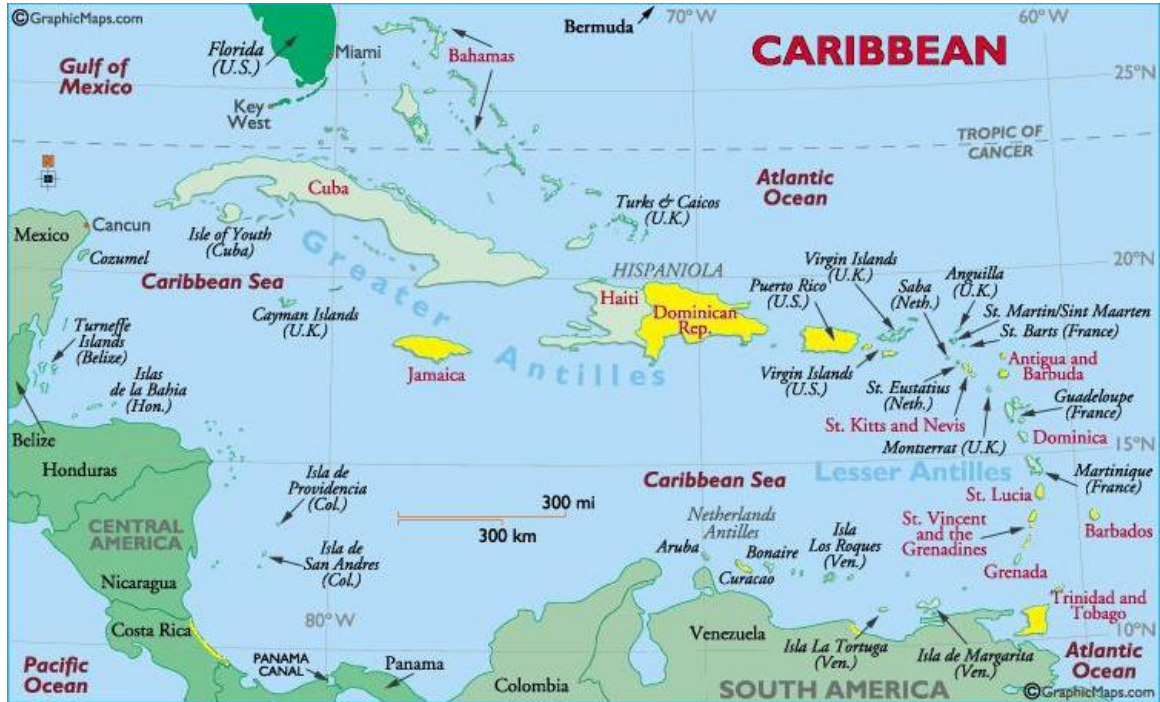 ©GraphicMaps.com
Bermuda
70°W
60°W
CARIBBEAN
Florida
(U.S.)
Miami
Bahamas
Gulf of
Mexico
25°N
Key
West
TROPIC OF
CANCER
N
Cuba
Atlantic
Ocean
Turks & Caicos
(U.K.)
Mexico
Cancun
Isle of Youth
(Cuba)
Cozumel
Caribbean Sea
Greater
Antilles
20°N
HISPANIOLA
Virgin Islands
(U.K.)
Puerto Rico
(U.S.)
Saba
(Neth.)
Anguilla
(U.K.)
Haiti
Dominican
Rep.
St. Martin/Sint Maarten
St. Barts (France)
Cayman Islands
(U.K.)
Turneffe
Islands
(Belize)
Jamaica
Islas
de la Bahia
(Hon.)
Virgin Islands
(U.S.)
St. Eustatius
(Neth.)
Antigua and
Barbuda
Guadeloupe
(France)
St. Kitts and Nevis
Montserrat (U.K.)
Dominica
15°N
Belize
Honduras
Lesser Antilles
Caribbean Sea
Martinique
(France)
Isla de
Providencia
(Col.)
300 mi
300 km
St. Lucia
St. Vincent
and the
Grenadines
Barbados
CENTRAL
AMERICA
Netherlands
Antilles
Isla
Los Roques
(Ven.)
Aruba
Bonaire
Curacao
Isla de
San Andres
(Col.)
Grenada
Nicaragua
Trinidad and
Tobago
Costa Rica
80°W
Venezuela
10°N
Isla La Tortuga
(Ven.)
Isla de Margarita
(Ven.)
Atlantic
Ocean
Pacific
Ocean
PANAMA
CANAL
Panama
Colombia
SOUTH AMERICA
©GraphicMaps.com